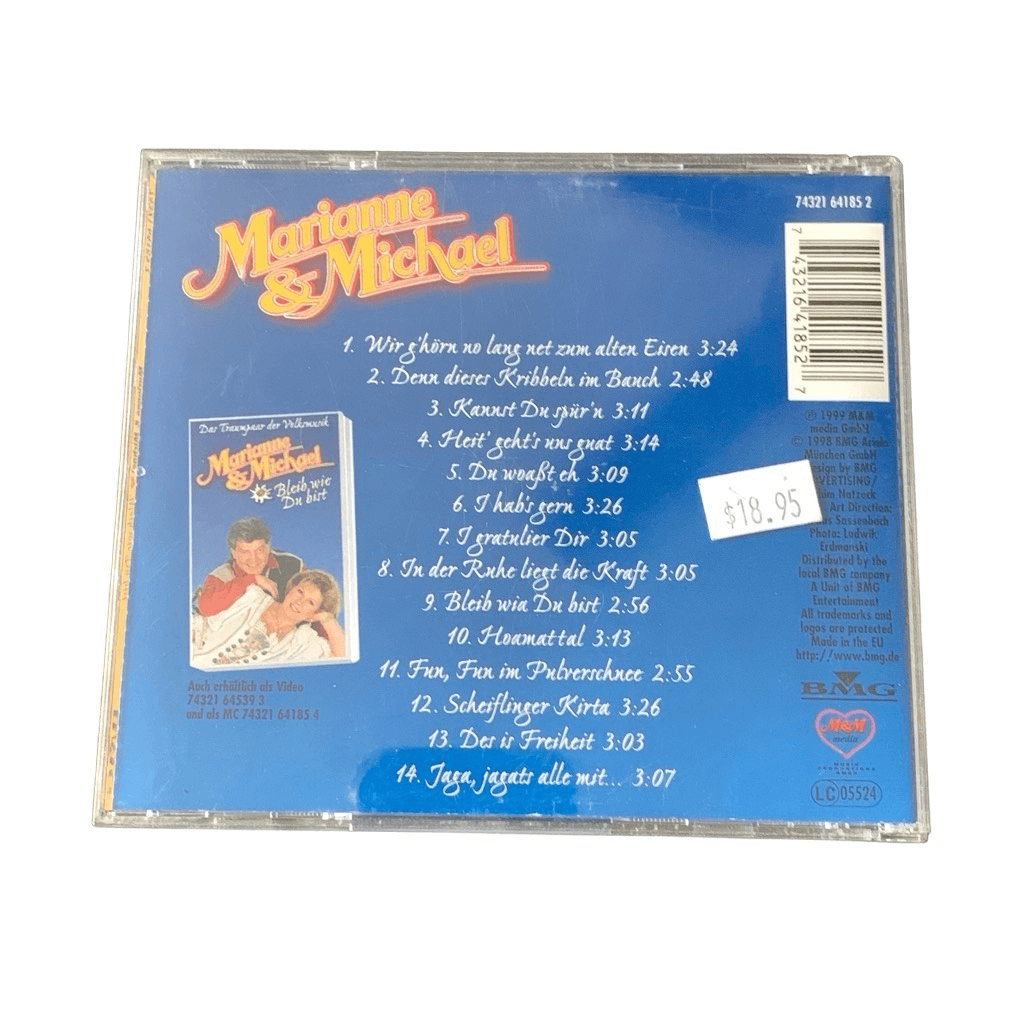 Marianne
& Michael
74321 64185 2
7 43216 41852 7
1. Wir g'hörn no lang net zum alten Eisen 3:24
2. Denn dieses Kribbeln im Bauch 2:48
3. Kannst Du spür'n 3:11
4. Heit' geht's uns guat 3:14
5. Du woaßt eh 3:09
6. I hab's gern 3:26
7. I gratulier Dir 3:05
8. In der Ruhe liegt die Kraft 3:05
9. Bleib wia Du bist 2:56
10. Hoamattal 3:13
11. Fun, Fun im Pulverschnee 2:55
12. Scheiflinger Kirta 3:26
13. Des is Freiheit 3:03
14. Jaga, jagats alle mit... 3:07
Das Traumpaar der Volksmusik
Marianne
& Michael
Bleib wie
Du bist
Auch erhältlich als Video
74321 64539 3
und als MC 74321 64185 4
$18.95
℗ 1999 M&M
media GmbH
© 1998 BMG Ariola
München GmbH
Design by BMG
Natzeck
Art Direction:
Sassenbach
Photo: Ludwik
Erdmanski
Distributed by the
local BMG company
A Unit of BMG
Entertainment
All trademarks and
logos are protected
Made in the EU
http://www.bmg.de
BMG
M&M
media
LC 05524